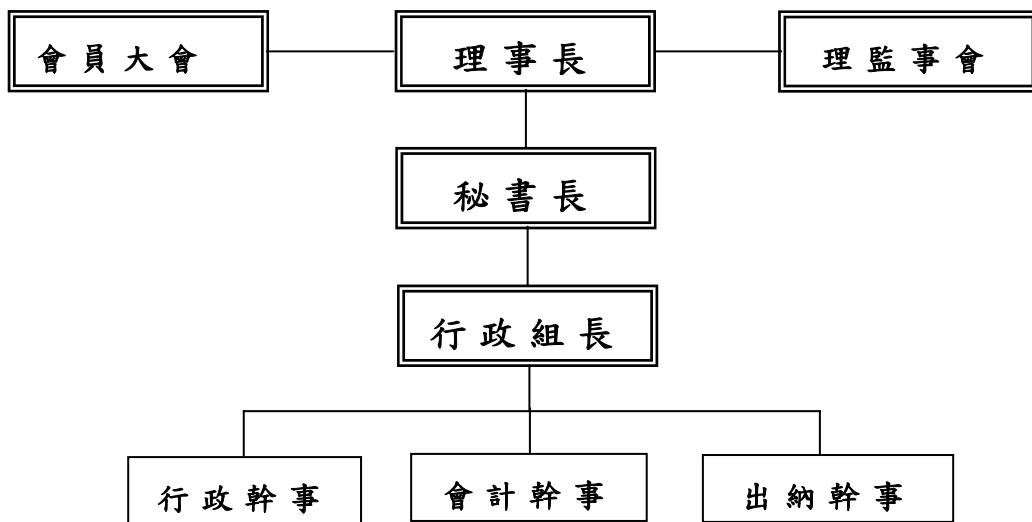 會員大會
理事長
理監事會
秘書長
行政組長
行政幹事
會計幹事
出納幹事